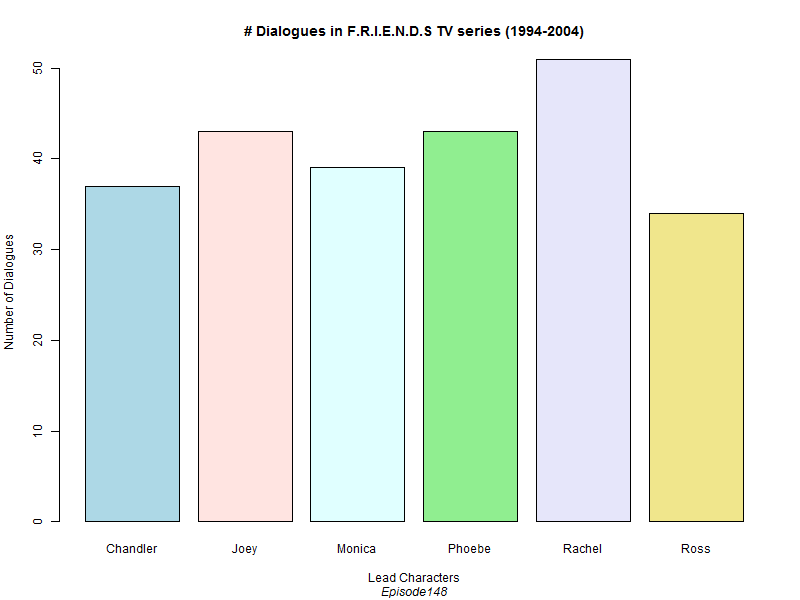 # Dialogues in F.R.I.E.N.D.S TV series (1994-2004)
Number of Dialogues
50
40
30
20
10
0
Chandler Joey Monica Phoebe Rachel Ross
Lead Characters
Episode148